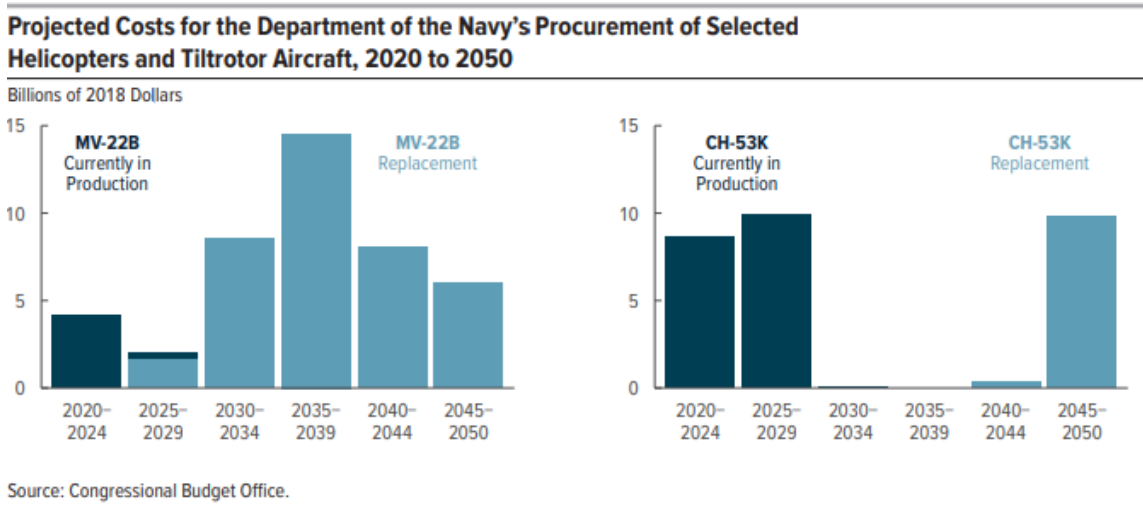 Projected Costs for the Department of the Navy's Procurement of Selected
Helicopters and Tiltrotor Aircraft, 2020 to 2050
Billions of 2018 Dollars
15
10
5
0
MV-22B
Currently in
Production
MV-22B
Replacement
2020–
2024
2025–
2029
2030–
2034
2035–
2039
2040–
2044
2045–
2050
15
10
5
0
CH-53K
Currently in
Production
CH-53K
Replacement
2020–
2024
2025–
2029
2030–
2034
2035–
2039
2040–
2044
2045–
2050
Source: Congressional Budget Office.